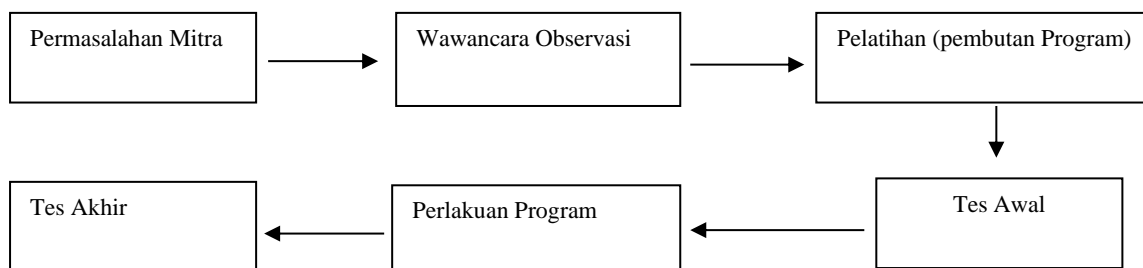 Permasalahan Mitra
Wawancara Observasi
Pelatihan (pembutan Program)
Tes Awal
Perlakuan Program
Tes Akhir